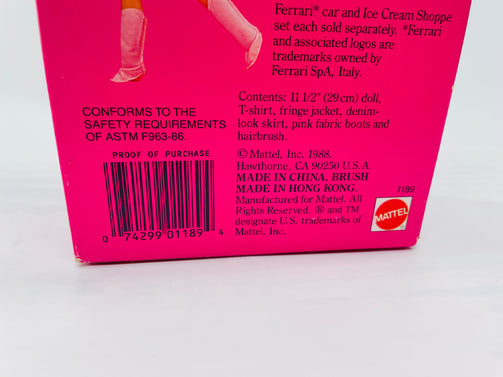 Ferrari* car and Ice Cream Shoppe
set each sold separately. *Ferrari
and associated logos are
trademarks owned by
Ferrari SpA, Italy.
Contents: 11 1/2" (29 cm) doll,
T-shirt, fringe jacket, denim-
look skirt, pink fabric boots and
hairbrush.
CONFORMS TO THE
SAFETY REQUIREMENTS
OF ASTM F963-86.
PROOF OF PURCHASE
0 74299 01189 4
© Mattel, Inc. 1988.
Hawthorne, CA 90250 U.S.A.
MADE IN CHINA. BRUSH
MADE IN HONG KONG.
Manufactured for Mattel. All
Rights Reserved. ® and TM
designate U.S. trademarks of
Mattel, Inc.
1189
MATTEL